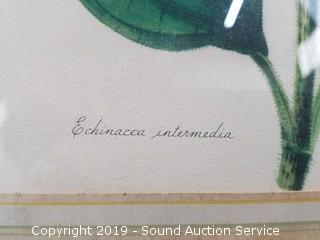 Echinacea intermedia
Copyright 2019 - Sound Auction Service